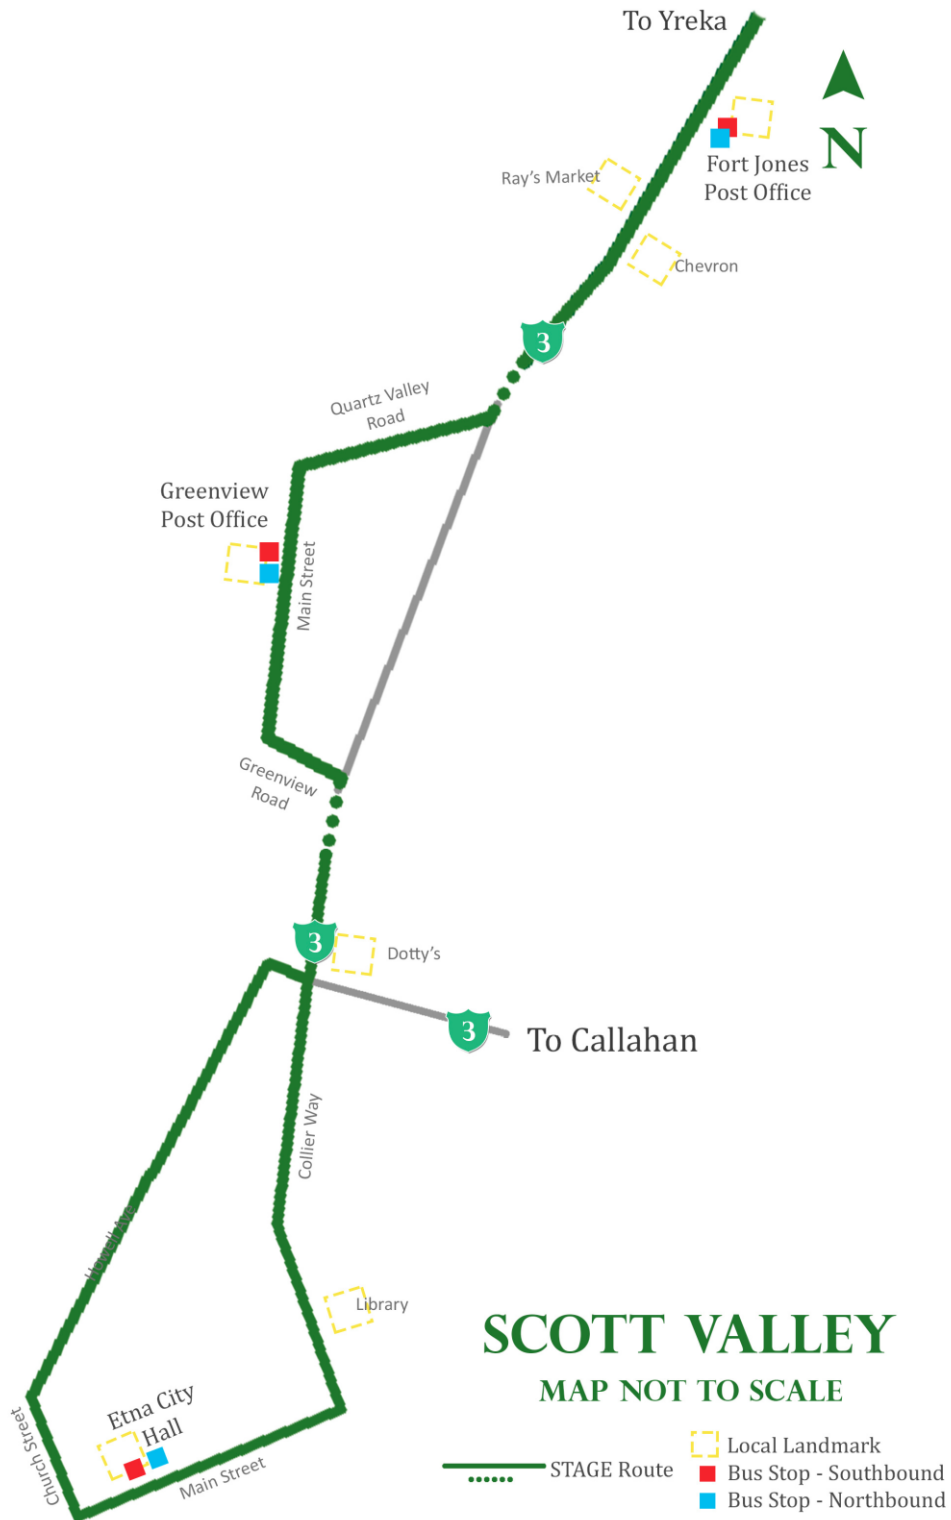 To Yreka
N
Fort Jones
Post Office
Ray's Market
Chevron
3
Quartz Valley
Road
Greenview
Post Office
Main Street
Greenview
Road
3
Dotty's
3
To Callahan
Collier Way
Howell Ave
Library
SCOTT VALLEY
MAP NOT TO SCALE
Etna City
Hall
Church Street
Main Street
STAGE Route
Local Landmark
Bus Stop - Southbound
Bus Stop - Northbound